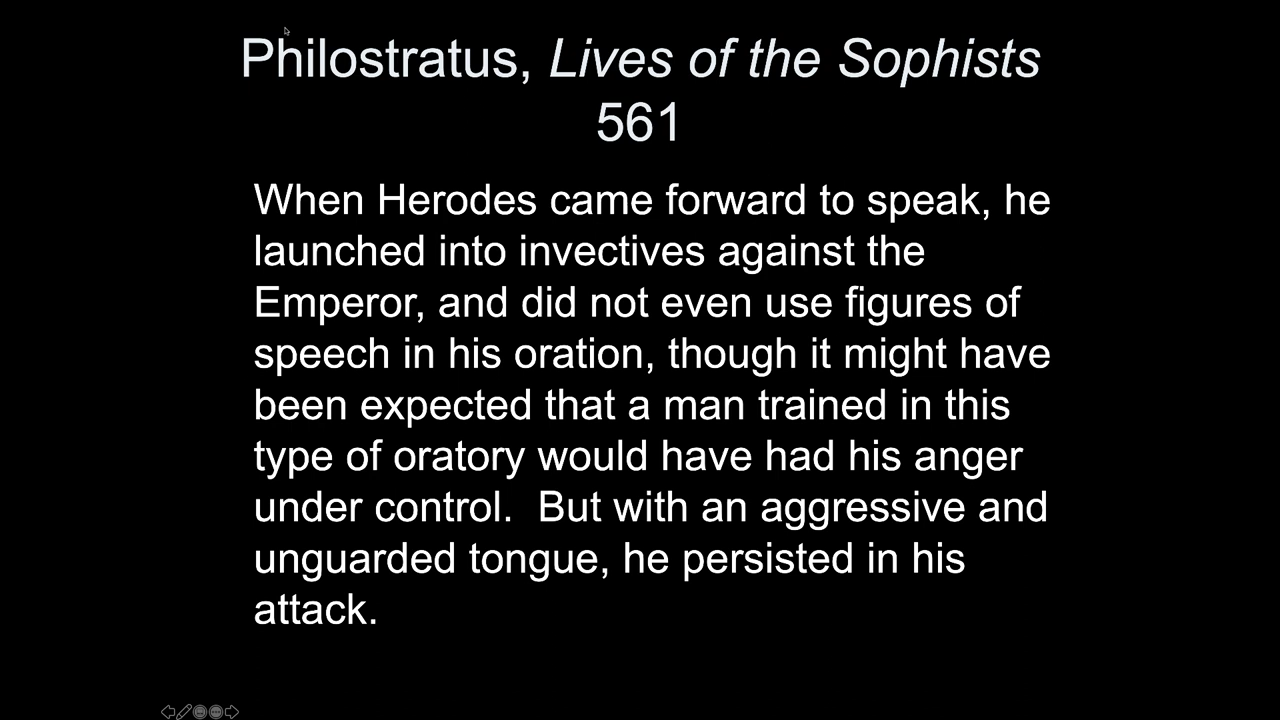 Philostratus, Lives of the Sophists
561
When Herodes came forward to speak, he
launched into invectives against the
Emperor, and did not even use figures of
speech in his oration, though it might have
been expected that a man trained in this
type of oratory would have had his anger
under control.  But with an aggressive and
unguarded tongue, he persisted in his
attack.